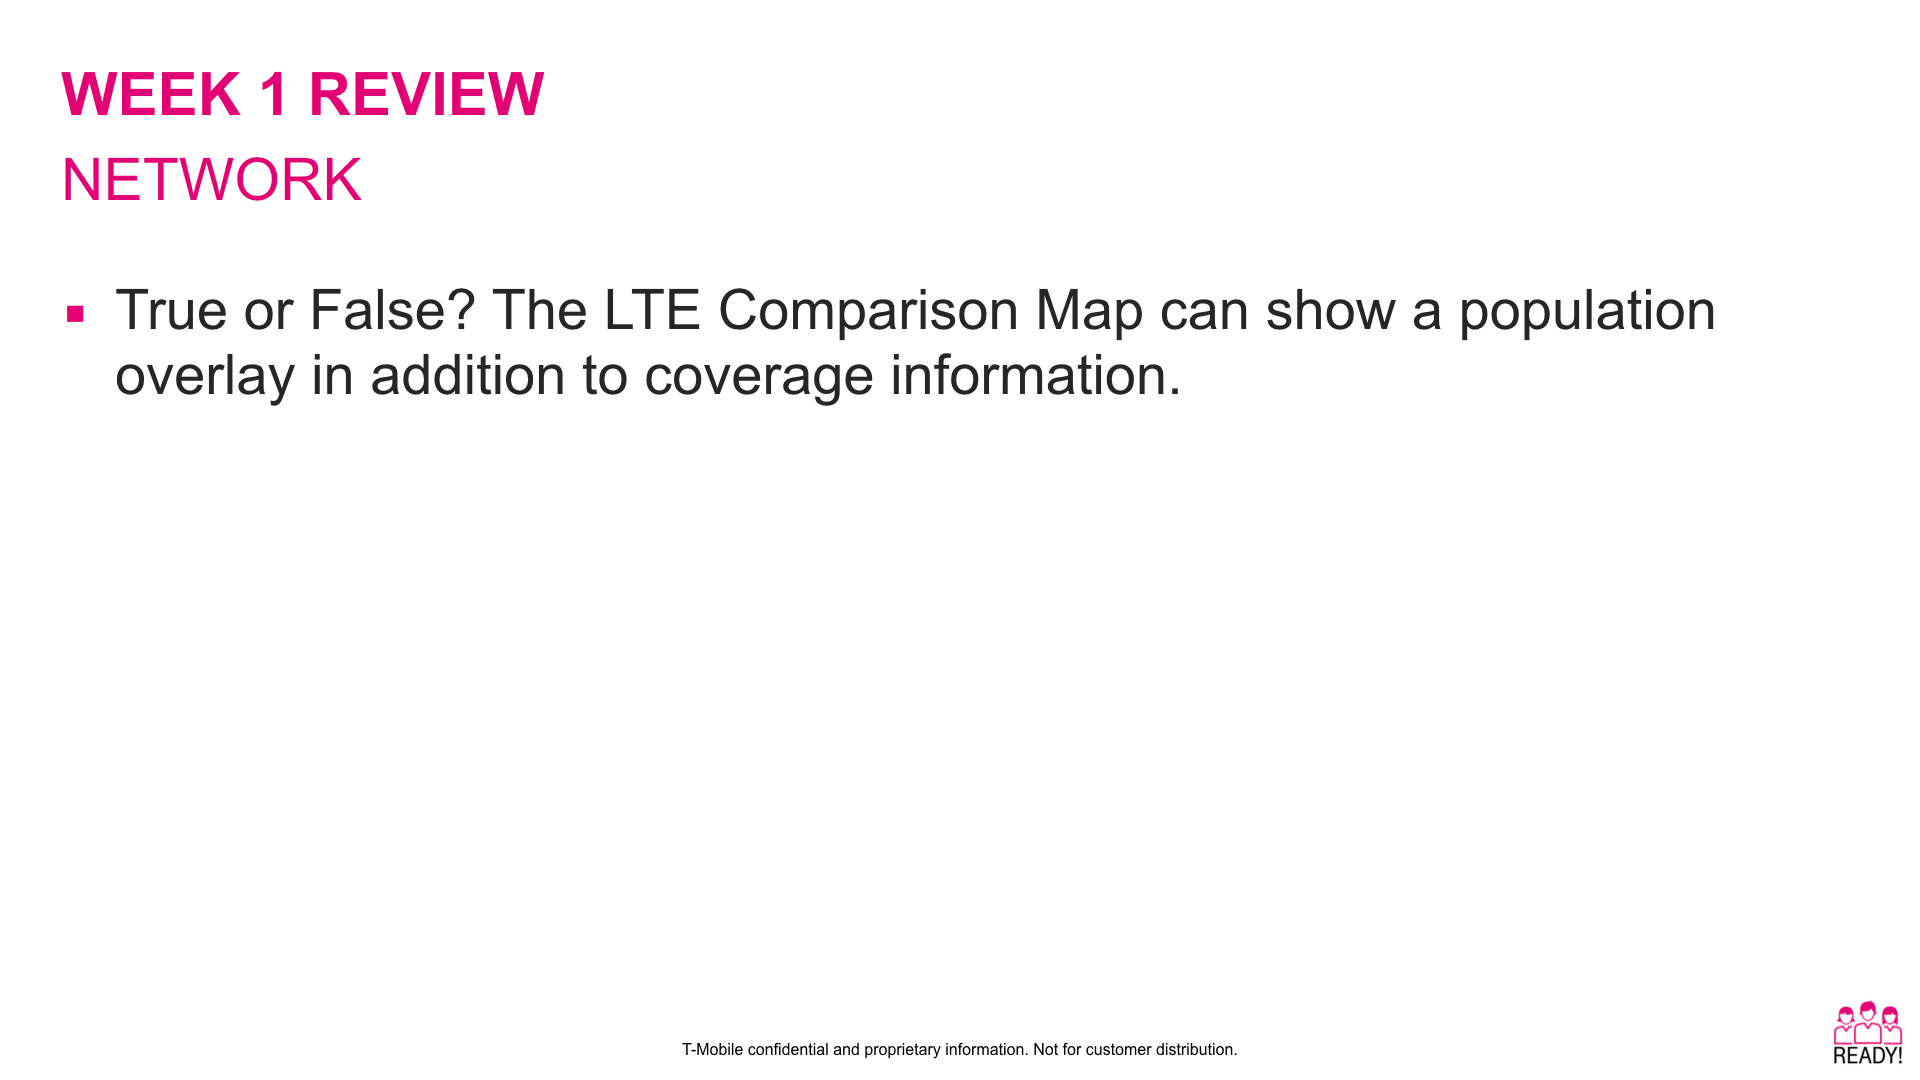 WEEK 1 REVIEW
NETWORK
▪ True or False? The LTE Comparison Map can show a population
overlay in addition to coverage information.
T-Mobile confidential and proprietary information. Not for customer distribution.
READY!